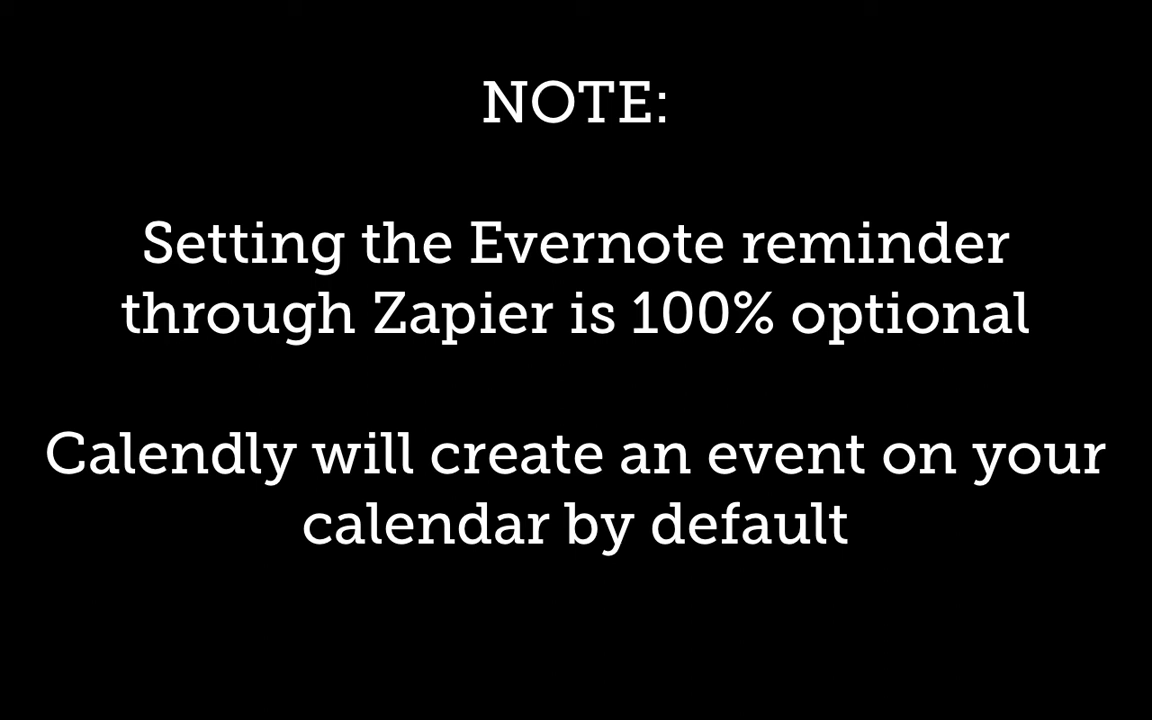 NOTE:
Setting the Evernote reminder
through Zapier is 100% optional
Calendly will create an event on your
calendar by default